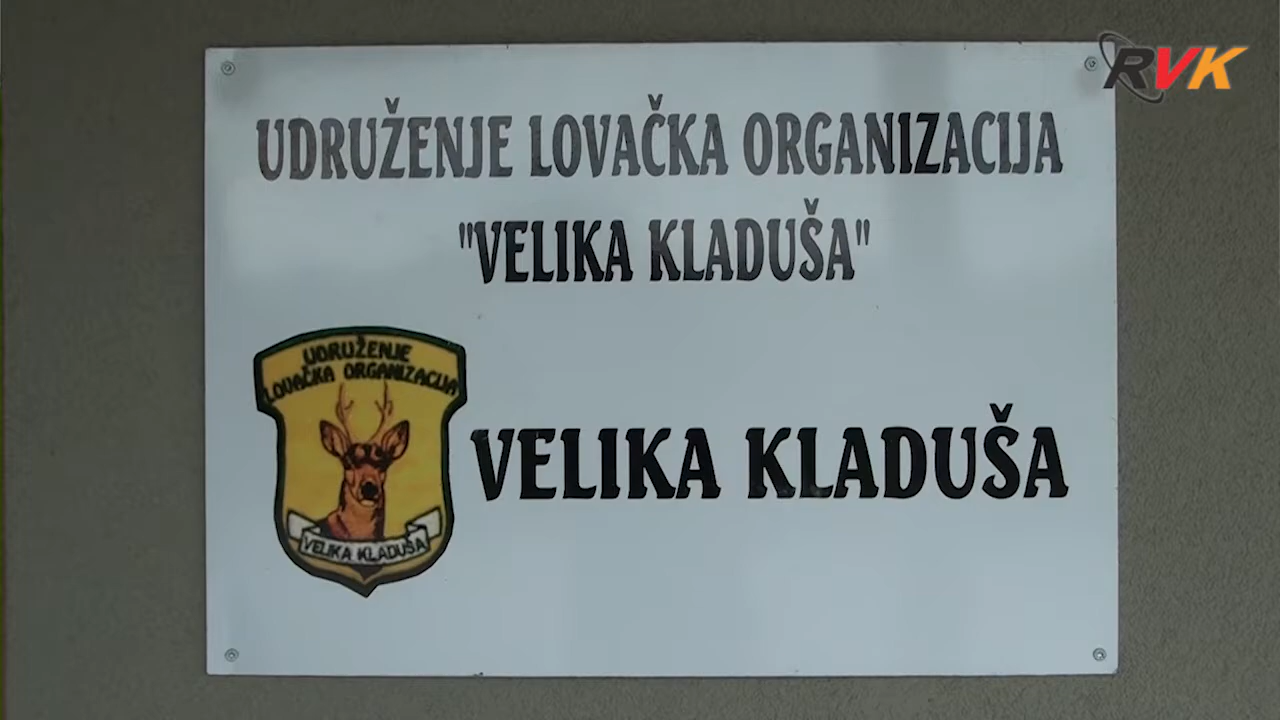 RVK
UDRUŽENJE LOVAČKA ORGANIZACIJA
"VELIKA KLADUŠA"
UDRUŽENJE
LOVAČKA ORGANIZACIJA
VELIKA KLADUŠA
VELIKA KLADUŠA